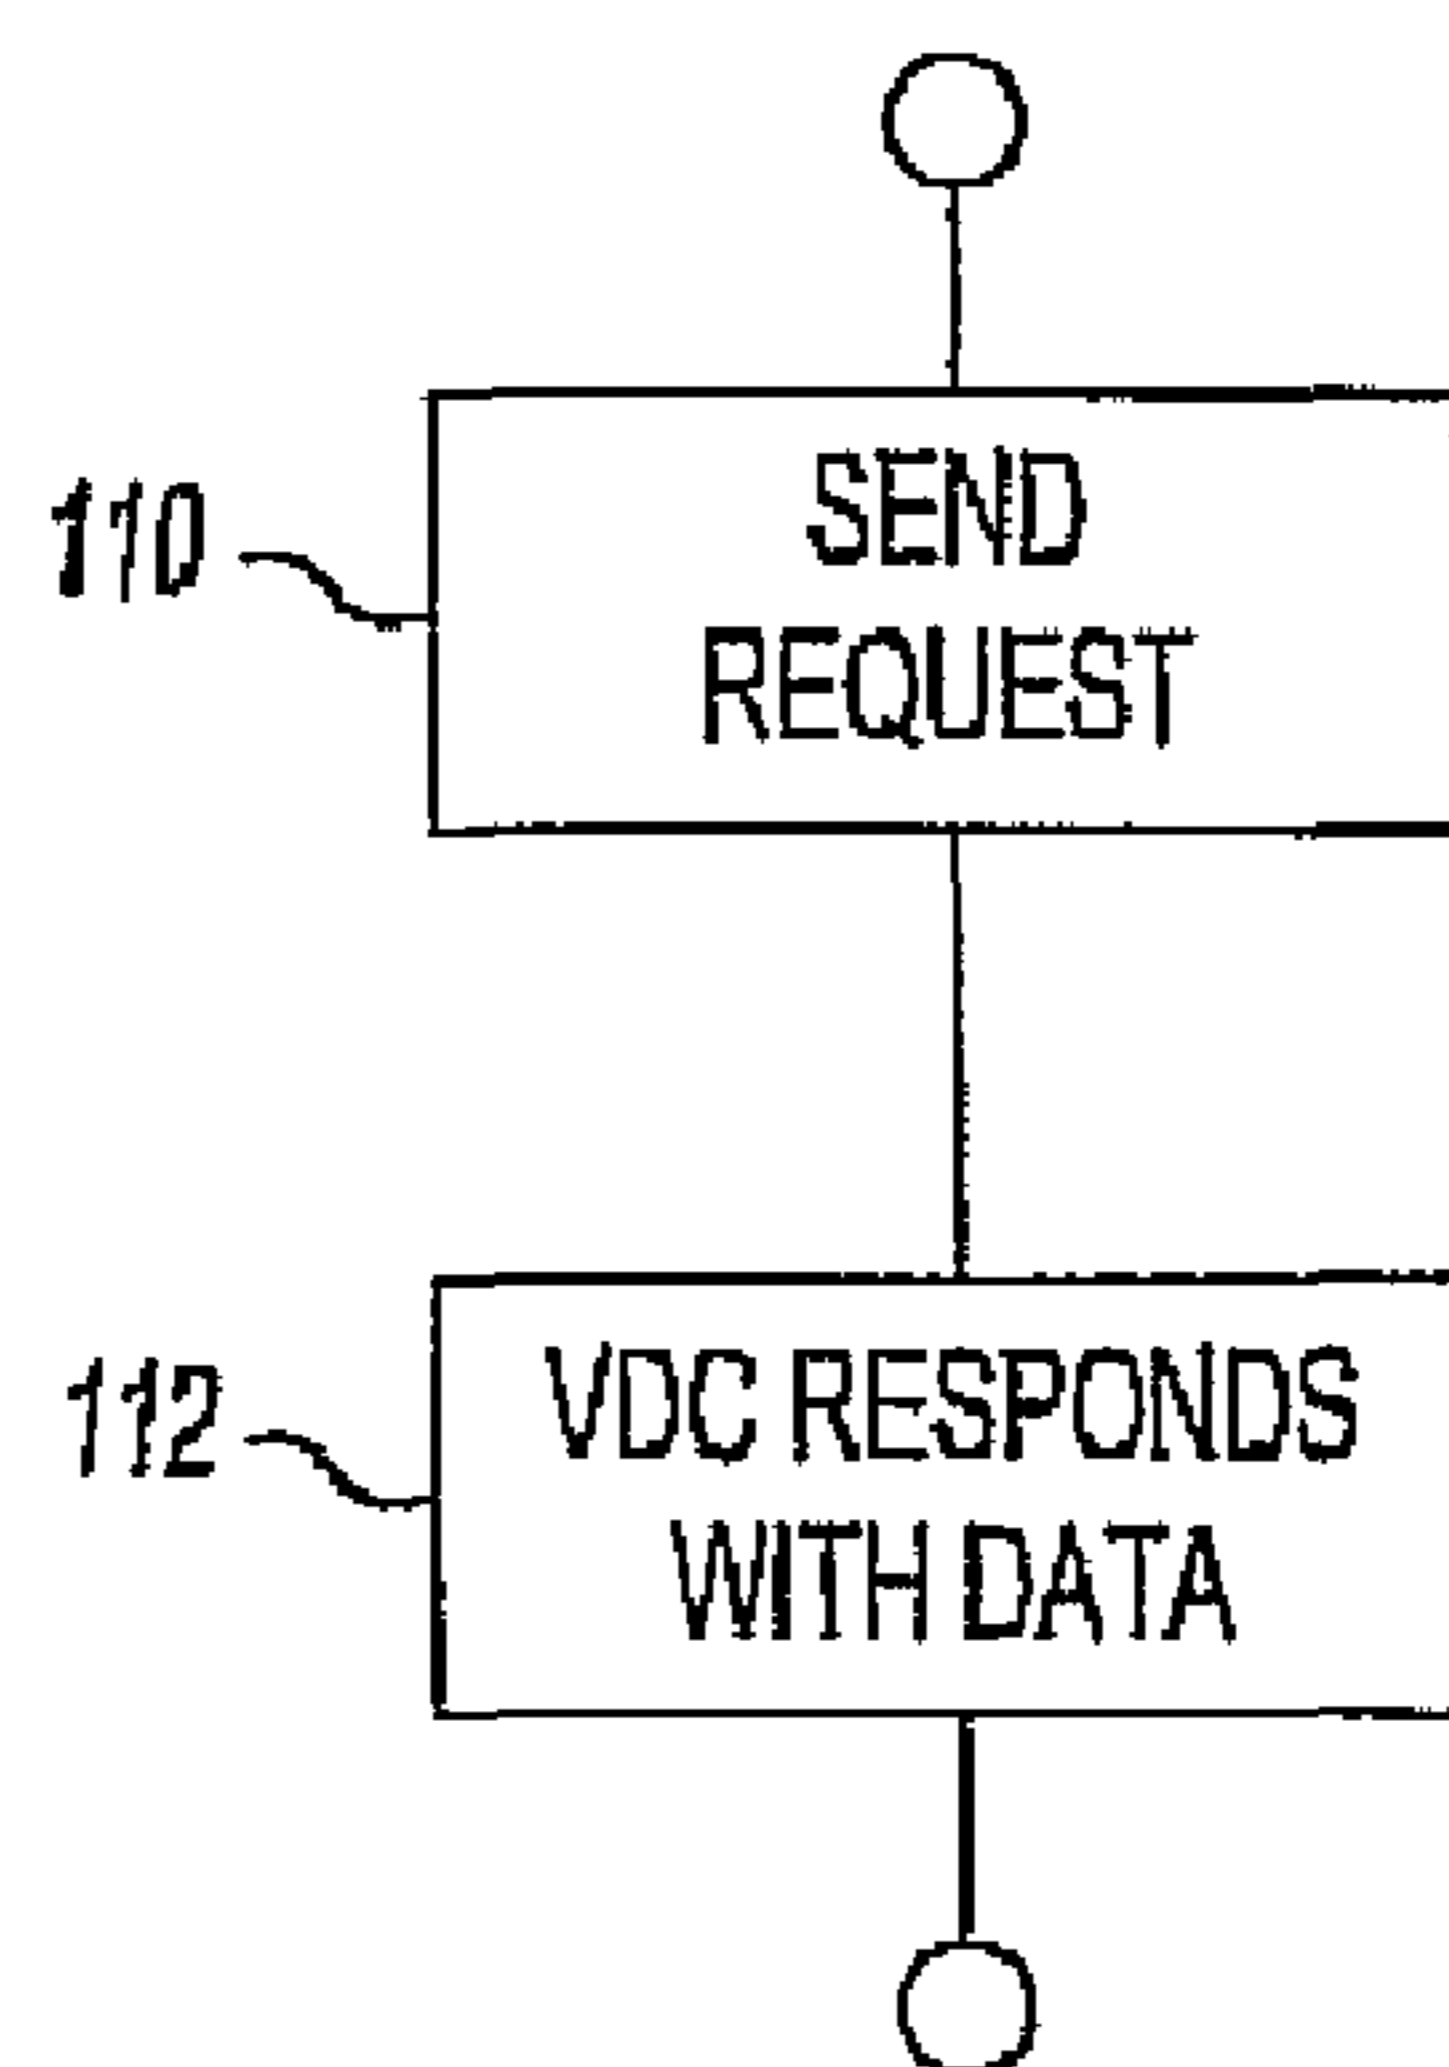 110
SEND
REQUEST
112
VDC RESPONDS
WITH DATA